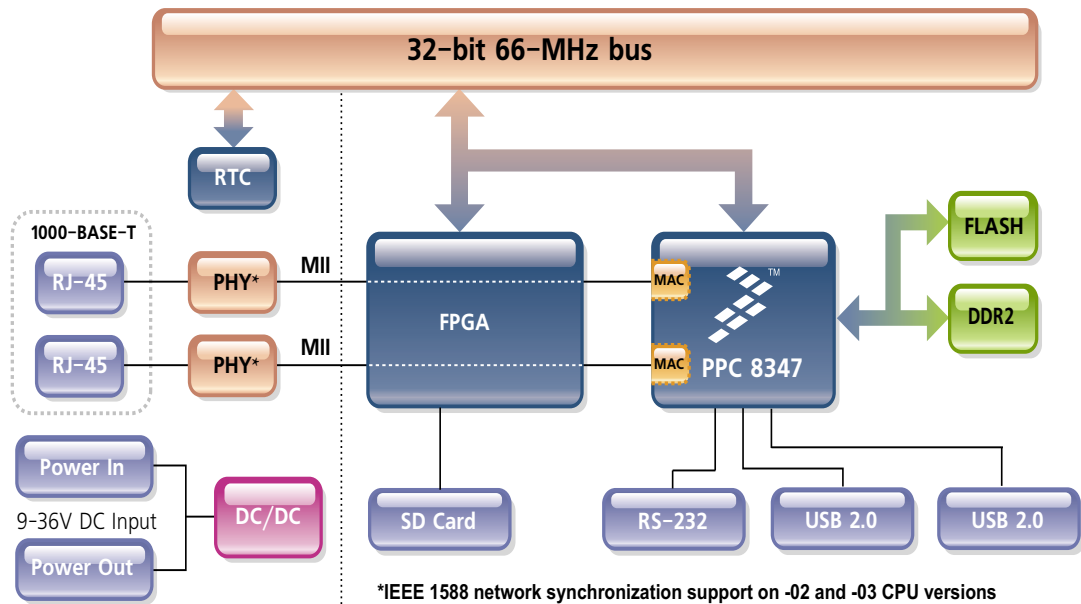 32-bit 66-MHz bus
RTC
1000-BASE-T
RJ-45
PHY*
MII
RJ-45
PHY*
MII
FPGA
MAC
MAC
TM
PPC 8347
FLASH
DDR2
Power In
9-36V DC Input
Power Out
DC/DC
SD Card
RS-232
USB 2.0
USB 2.0
*IEEE 1588 network synchronization support on -02 and -03 CPU versions